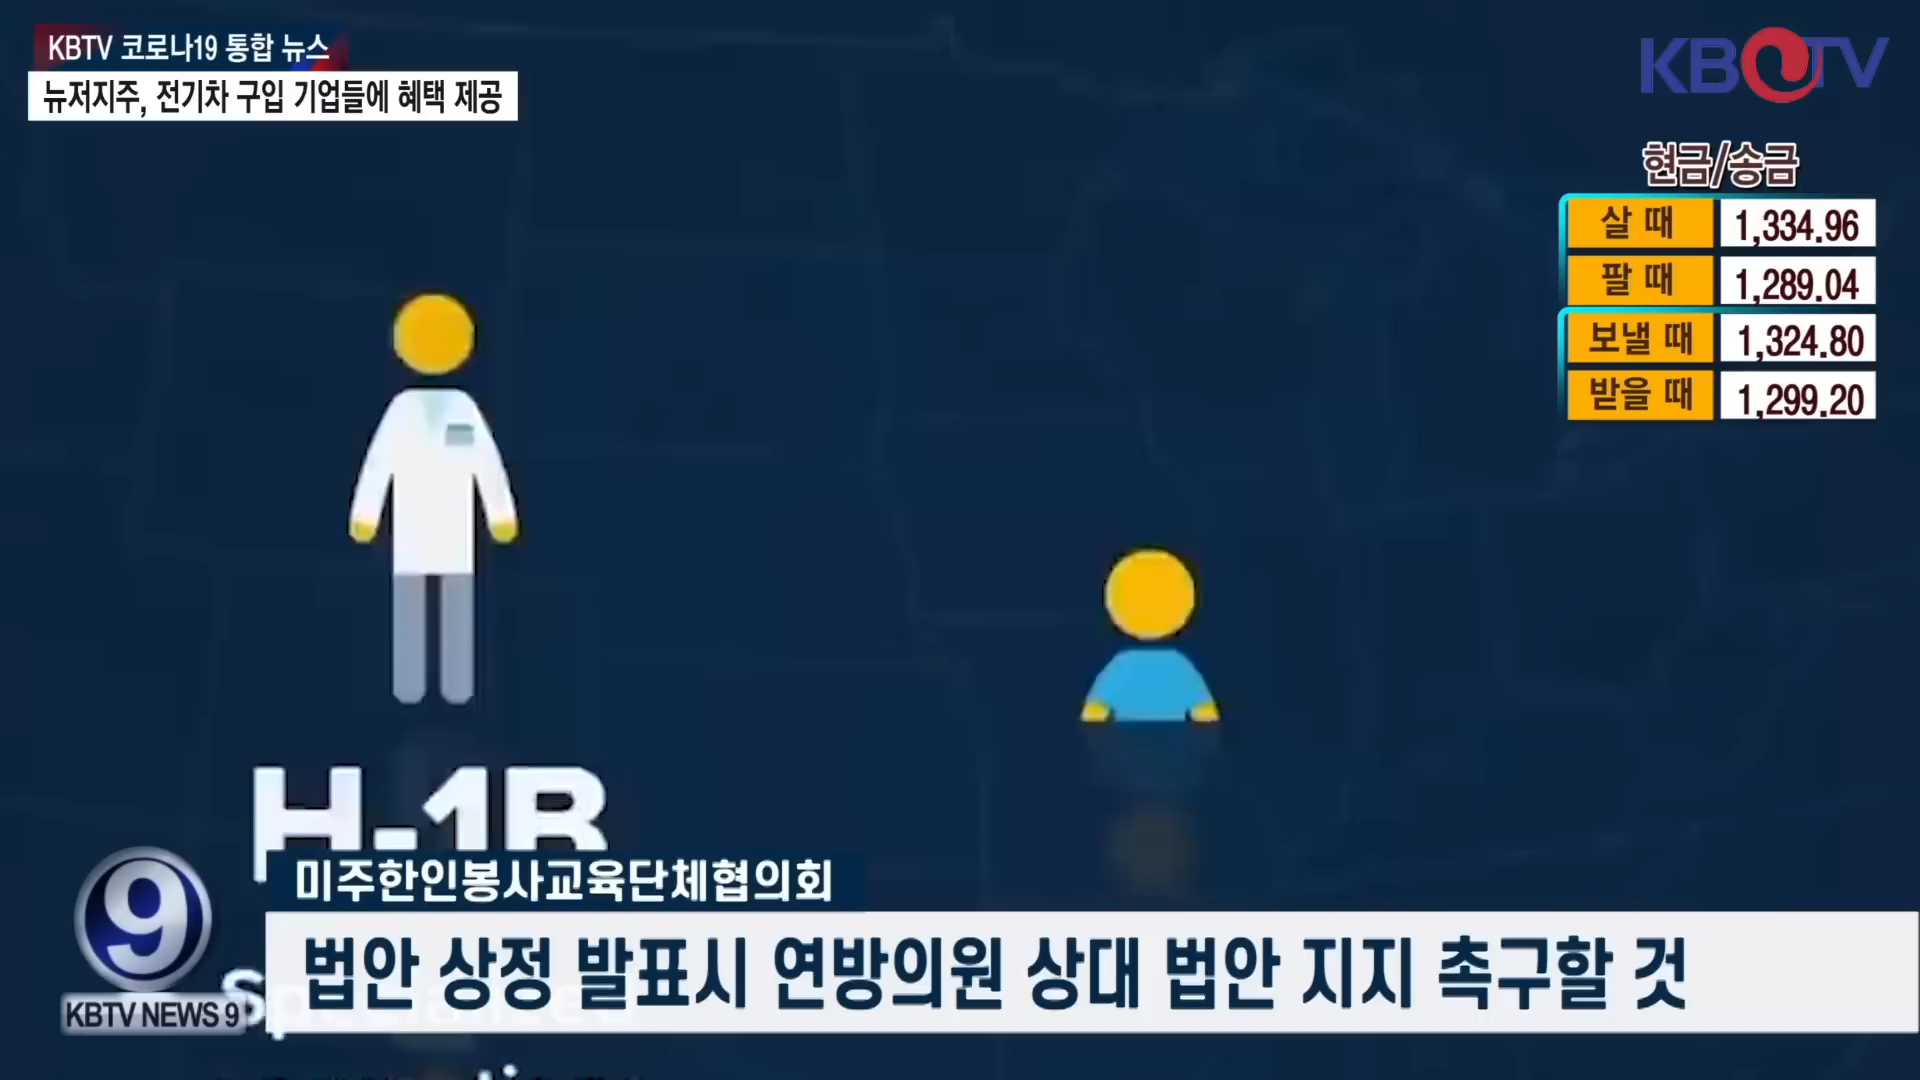 KBTV 코로나19 통합 뉴스
뉴저지주, 전기차 구입 기업들에 혜택 제공
KBTV
현금/송금
살 때 1,334.96
팔 때 1,289.04
보낼 때 1,324.80
받을 때 1,299.20
H-1B
미주한인봉사교육단체협의회
9
법안 상정 발표시 연방의원 상대 법안 지지 촉구할 것
KBTV NEWS 9